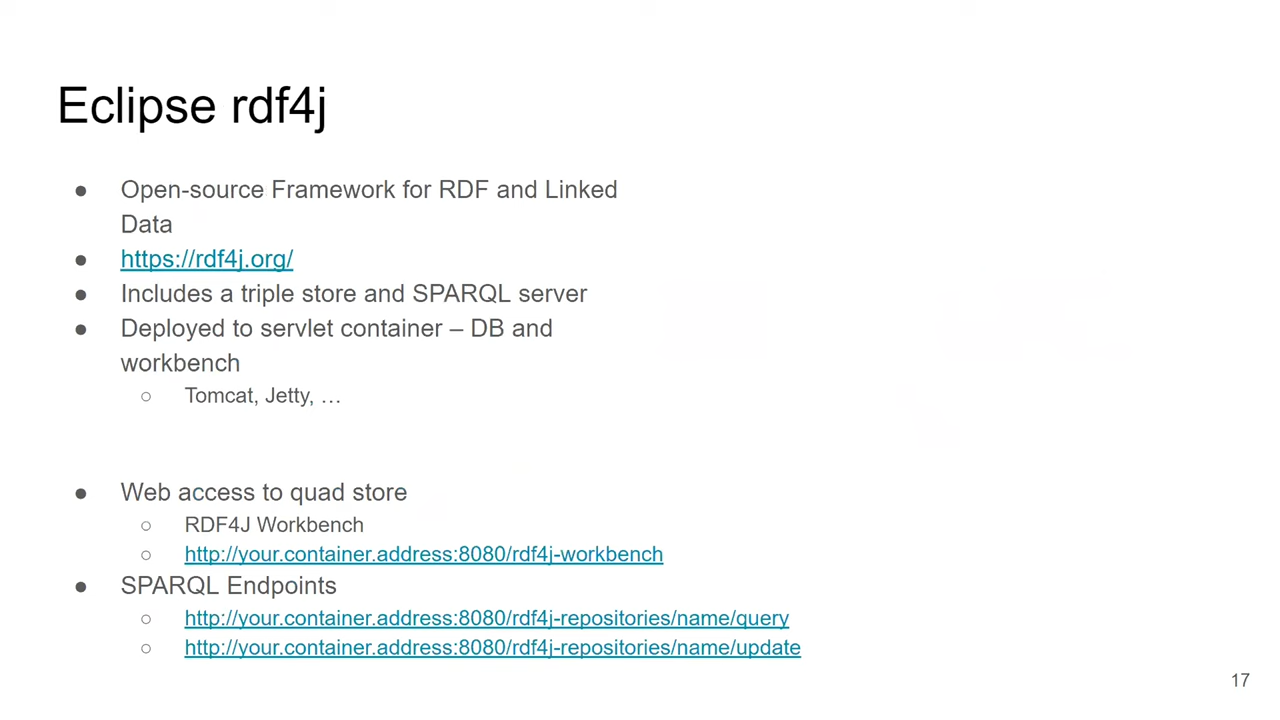 Eclipse rdf4j
● Open-source Framework for RDF and Linked
Data
● https://rdf4j.org/
● Includes a triple store and SPARQL server
● Deployed to servlet container – DB and
workbench
○ Tomcat, Jetty, …
● Web access to quad store
○ RDF4J Workbench
○ http://your.container.address:8080/rdf4j-workbench
● SPARQL Endpoints
○ http://your.container.address:8080/rdf4j-repositories/name/query
○ http://your.container.address:8080/rdf4j-repositories/name/update
17